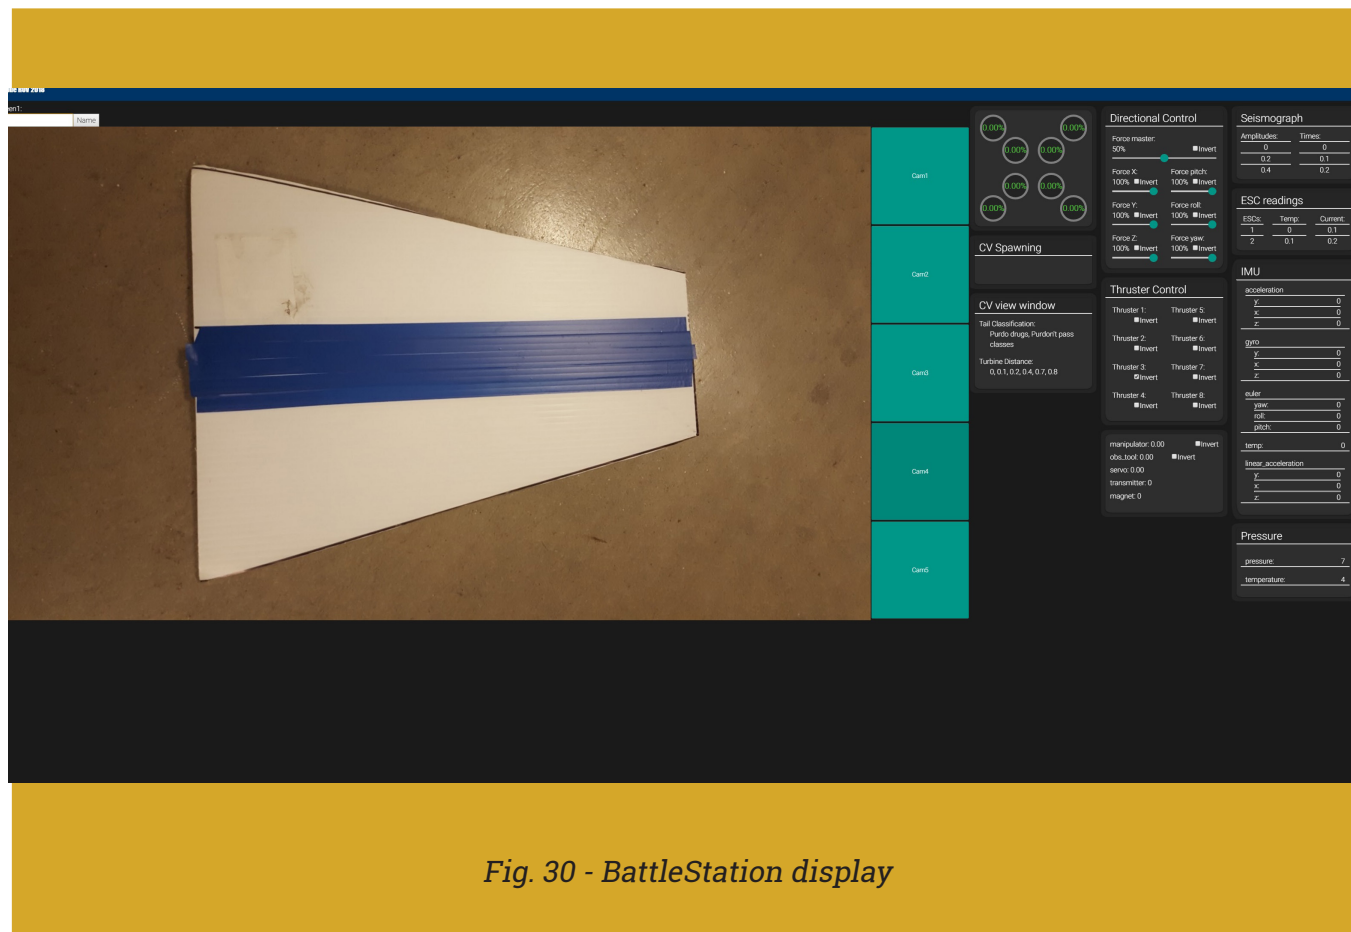 ROV 2018
en1:
Name
Cam1
Cam2
Cam3
Cam4
Cam5
0.00% 0.00%
0.00% 0.00%
0.00% 0.00%
0.00% 0.00%
CV Spawning
CV view window
Tail Classification:
Purdo drugs, Purdon't pass
classes
Turbine Distance:
0, 0.1, 0.2, 0.4, 0.7, 0.8
Directional Control
Force master:
50% Invert
Force X: Force pitch:
100% Invert 100% Invert
Force Y: Force roll:
100% Invert 100% Invert
Force Z: Force yaw:
100% Invert 100% Invert
Thruster Control
Thruster 1: Thruster 5:
Invert Invert
Thruster 2: Thruster 6:
Invert Invert
Thruster 3: Thruster 7:
Invert Invert
Thruster 4: Thruster 8:
Invert Invert
manipulator: 0.00 Invert
obs_tool: 0.00 Invert
servo: 0.00
transmitter: 0
magnet: 0
Seismograph
Amplitudes: Times:
0 0
0.2 0.1
0.4 0.2
ESC readings
ESCs: Temp: Current:
1 0 0.1
2 0.1 0.2
IMU
acceleration
y: 0
x: 0
z: 0
gyro
y: 0
x: 0
z: 0
euler
yaw: 0
roll: 0
pitch: 0
temp: 0
linear_acceleration
y: 0
x: 0
z: 0
Pressure
pressure: 7
temperature: 4
Fig. 30 - BattleStation display